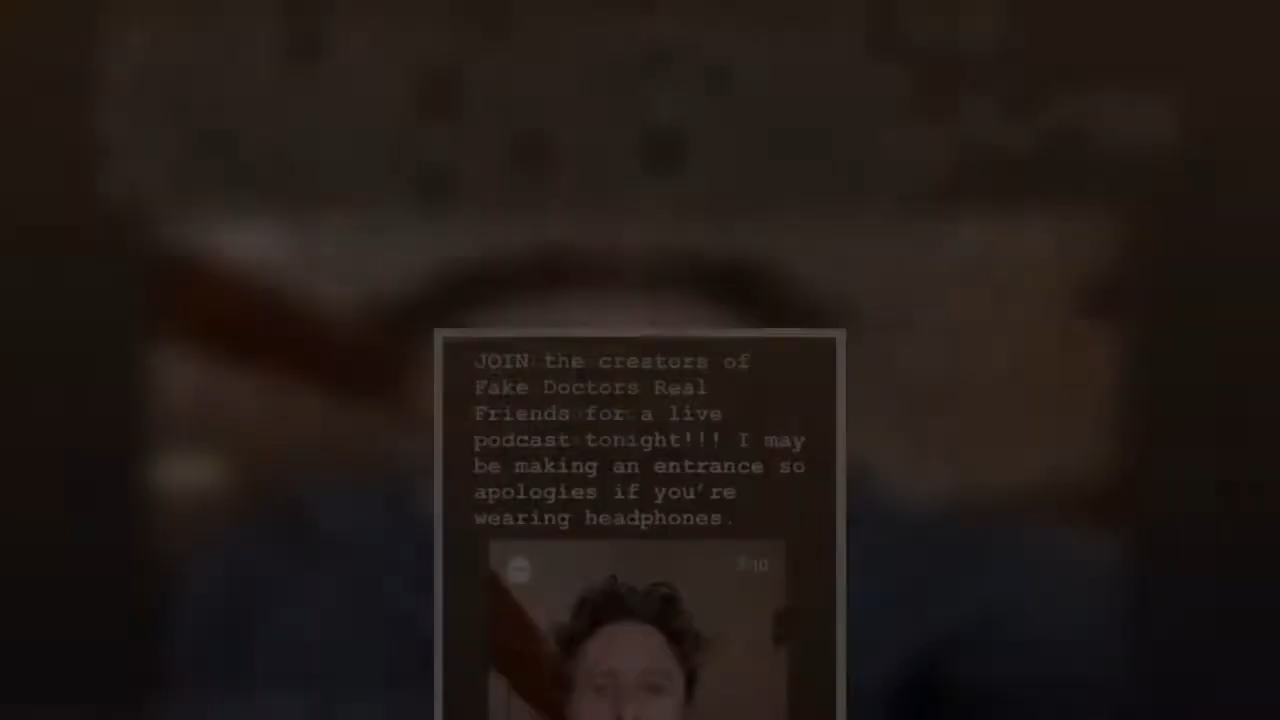 JOIN the creators of
Fake Doctors Real
Friends for a live
podcast tonight!!! I may
be making an entrance so
apologies if you're
wearing headphones.